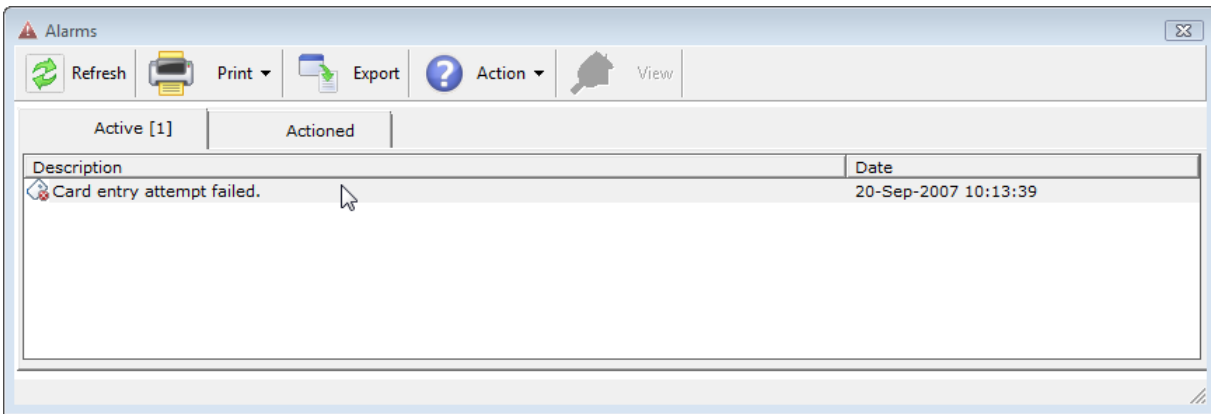 Alarms
Refresh Print Export Action View
Active [1] Actioned
Description Date
Card entry attempt failed. 20-Sep-2007 10:13:39